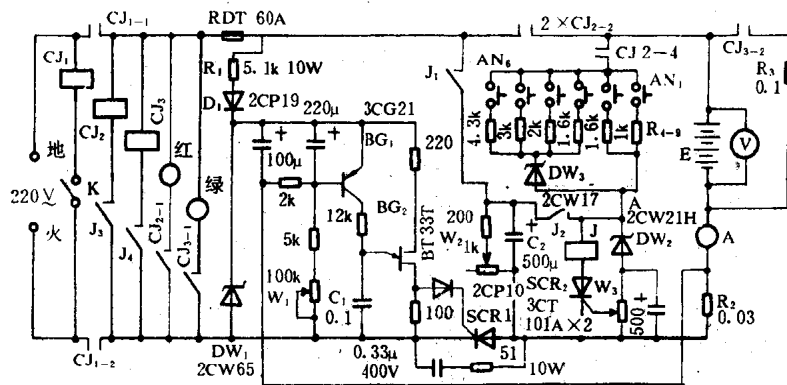 CJ₁₋₁
RDT 60A
2×CJ₂₋₂
CJ₁
CJ 2-4
CJ₃₋₂
R₁
5.1k 10W
J₁
AN₆
AN₁
R₃
0.1
CJ₂
CJ₃
D₁
2CP19
220μ
3CG21
4.3k
3k
2k
1.6k
1.6k
1k
R₄₋₉
地
红
100μ
BG₁
220
E
V
220V
K
绿
2k
BG₂
DW₃
12k
2CW17
A
火
J₃
J₄
CJ₂₋₁
CJ₃₋₁
5k
BT33T
200
W₂
1k
C₂
500μ
J₂
J
2CW21H
DW₂
A
100k
W₁
C₁
0.1
2CP10
SCR₂
W₃
3CT
101A×2
500
R₂
0.03
100
SCR1
CJ₁₋₂
DW₁
2CW65
0.33μ
400V
51
10W